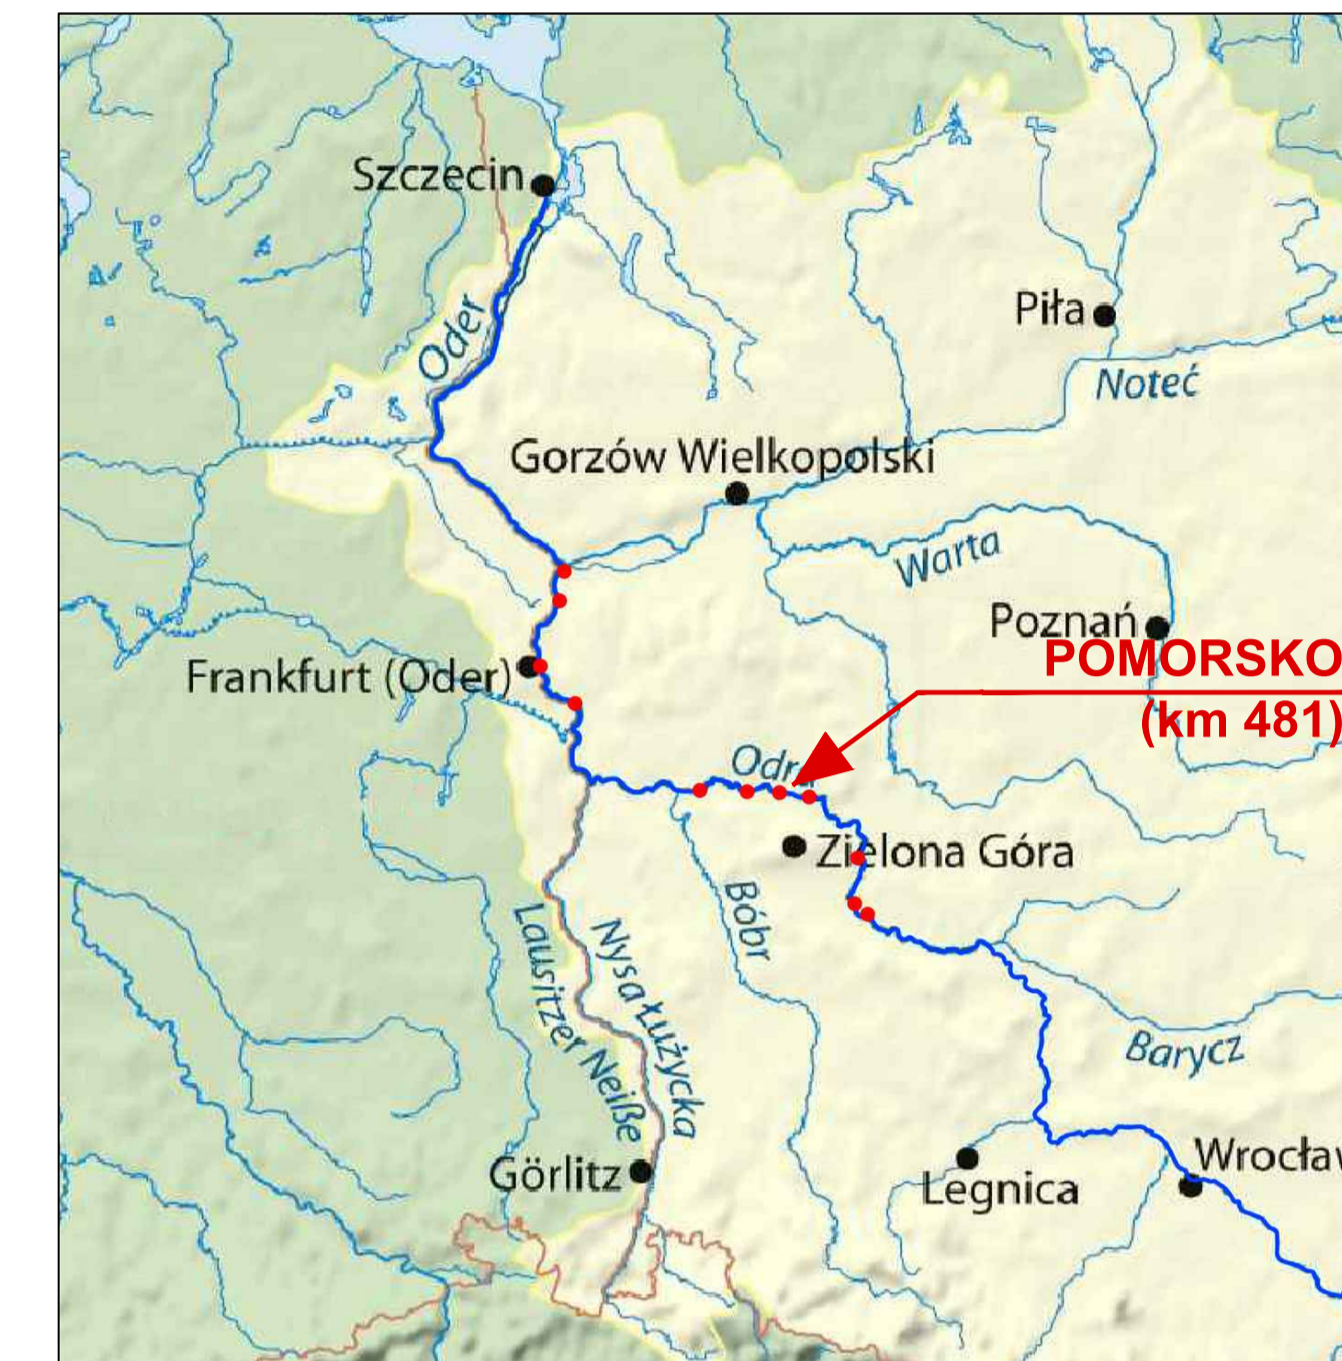 Szczecin
Oder
Piła
Noteć
Gorzów Wielkopolski
Warta
Poznań
POMORSKO
(km 481)
Frankfurt (Oder)
Odra
Zielona Góra
Bóbr
Lausitzer Neiße
Nysa Łużycka
Barycz
Görlitz
Legnica
Wrocław